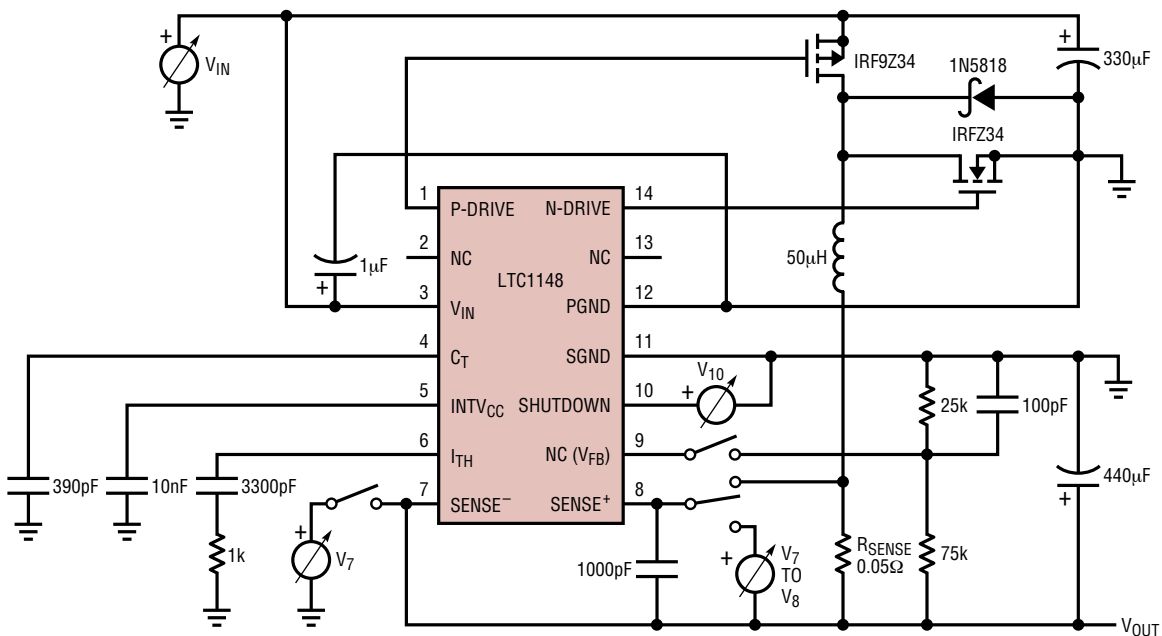 +
V_IN
IRF9Z34
1N5818
+
330µF
IRFZ34
1
P-DRIVE
N-DRIVE
14
2
NC
NC
13
LTC1148
1µF
+
50µH
3
V_IN
PGND
12
4
C_T
SGND
11
5
INTV_CC
SHUTDOWN
10
+
V_10
25k
100pF
6
I_TH
NC (V_FB)
9
390pF
10nF
3300pF
7
SENSE⁻
SENSE⁺
8
440µF
+
1k
+
V_7
1000pF
+
V_7
TO
V_8
R_SENSE
0.05Ω
75k
V_OUT